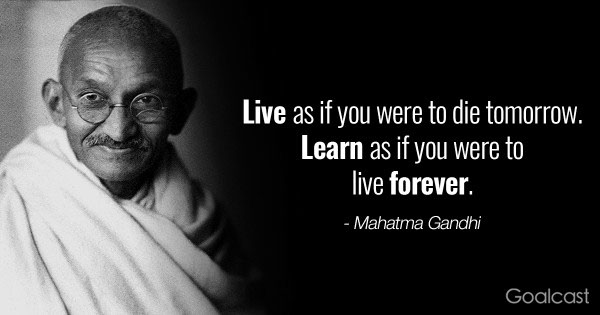 Live as if you were to die tomorrow.
Learn as if you were to
live forever.
- Mahatma Gandhi
Goalcast